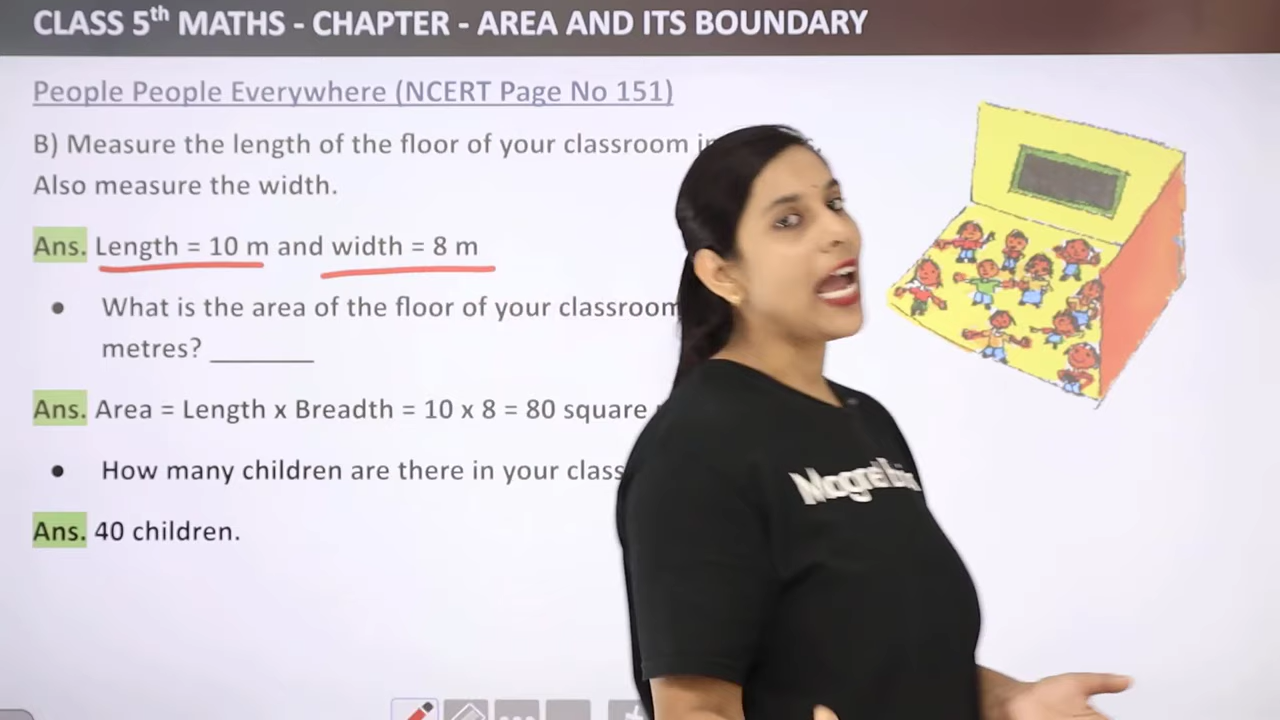 CLASS 5th MATHS - CHAPTER - AREA AND ITS BOUNDARY
People People Everywhere (NCERT Page No 151)
B) Measure the length of the floor of your classroom
Also measure the width.
Ans. Length = 10 m and width = 8 m
• What is the area of the floor of your classroom
metres? _______
Ans. Area = Length x Breadth = 10 x 8 = 80 square
• How many children are there in your class
Ans. 40 children.